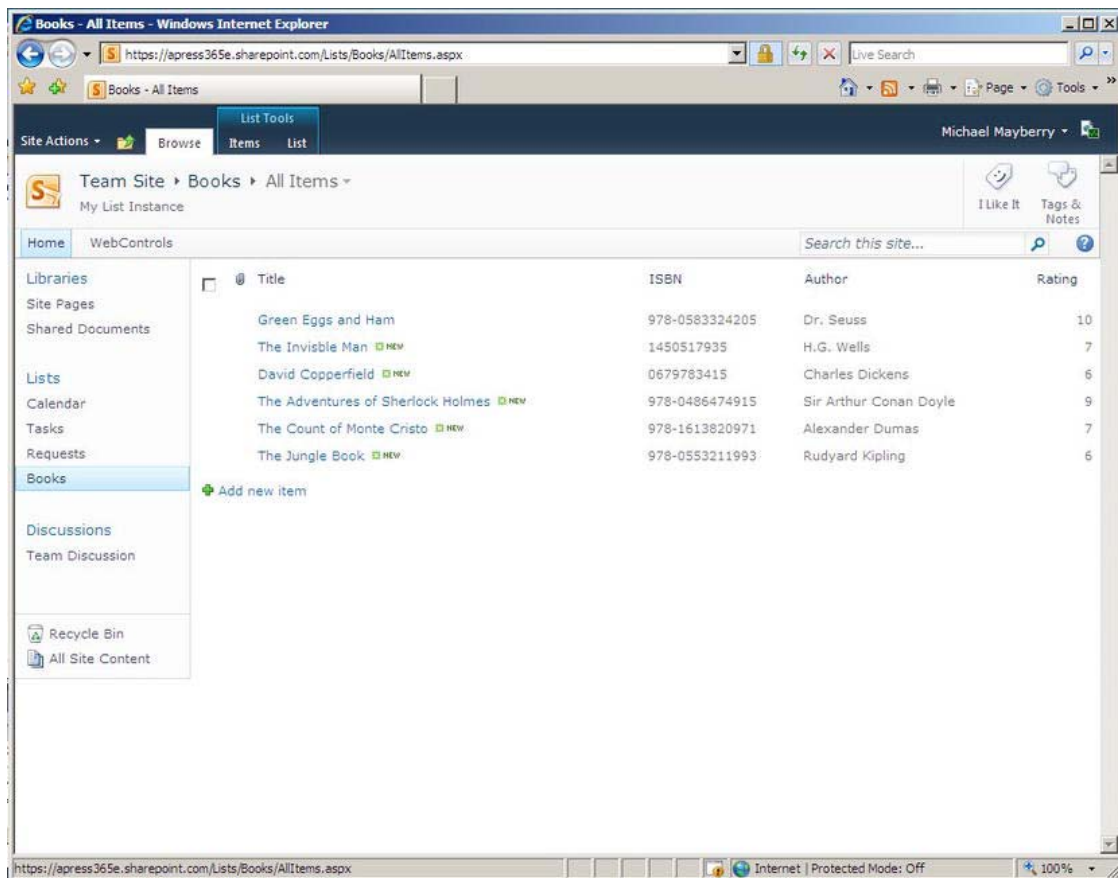 Books - All Items - Windows Internet Explorer
https://apress365e.sharepoint.com/Lists/Books/AllItems.aspx
Live Search
Books - All Items
Page
Tools
List Tools
Site Actions
Browse
Items
List
Michael Mayberry
Team Site
Books
All Items
My List Instance
I Like It
Tags &
Notes
Home
WebControls
Search this site...
Libraries
Site Pages
Shared Documents
Lists
Calendar
Tasks
Requests
Books
Discussions
Team Discussion
Recycle Bin
All Site Content
Title ISBN Author Rating
Green Eggs and Ham 978-0583324205 Dr. Seuss 10
The Invisble Man NEW 1450517935 H.G. Wells 7
David Copperfield NEW 0679783415 Charles Dickens 6
The Adventures of Sherlock Holmes NEW 978-0486474915 Sir Arthur Conan Doyle 9
The Count of Monte Cristo NEW 978-1613820971 Alexander Dumas 7
The Jungle Book NEW 978-0553211993 Rudyard Kipling 6
Add new item
https://apress365e.sharepoint.com/Lists/Books/AllItems.aspx
Internet | Protected Mode: Off
100%